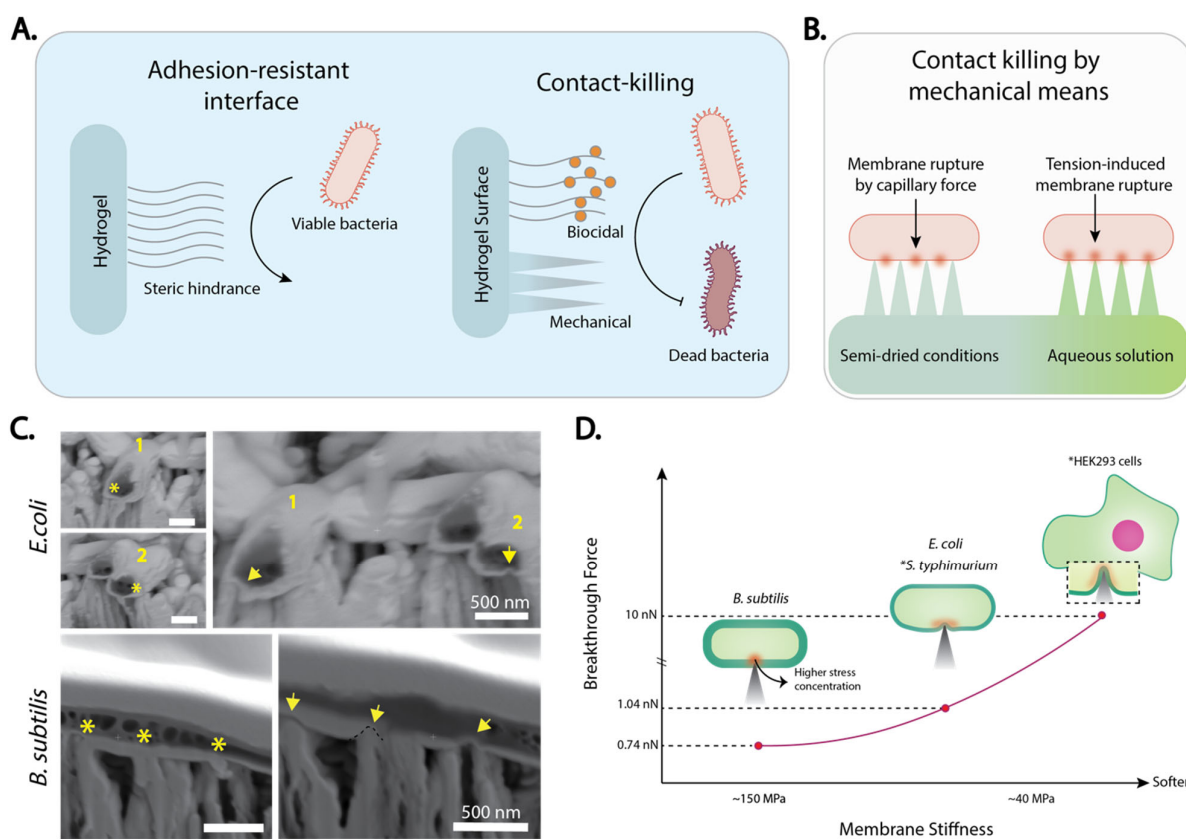 A.
Adhesion-resistant
interface
Hydrogel
Viable bacteria
Steric hindrance
Contact-killing
Hydrogel Surface
Biocidal
Mechanical
Dead bacteria
B.
Contact killing by
mechanical means
Membrane rupture
by capillary force
Tension-induced
membrane rupture
Semi-dried conditions
Aqueous solution
C.
E.coli
1
*
2
*
1
2
500 nm
B. subtilis
* * *
500 nm
D.
Breakthrough Force
10 nN
1.04 nN
0.74 nN
B. subtilis
Higher stress
concentration
E. coli
*S. typhimurium
*HEK293 cells
~150 MPa
~40 MPa
Softer
Membrane Stiffness